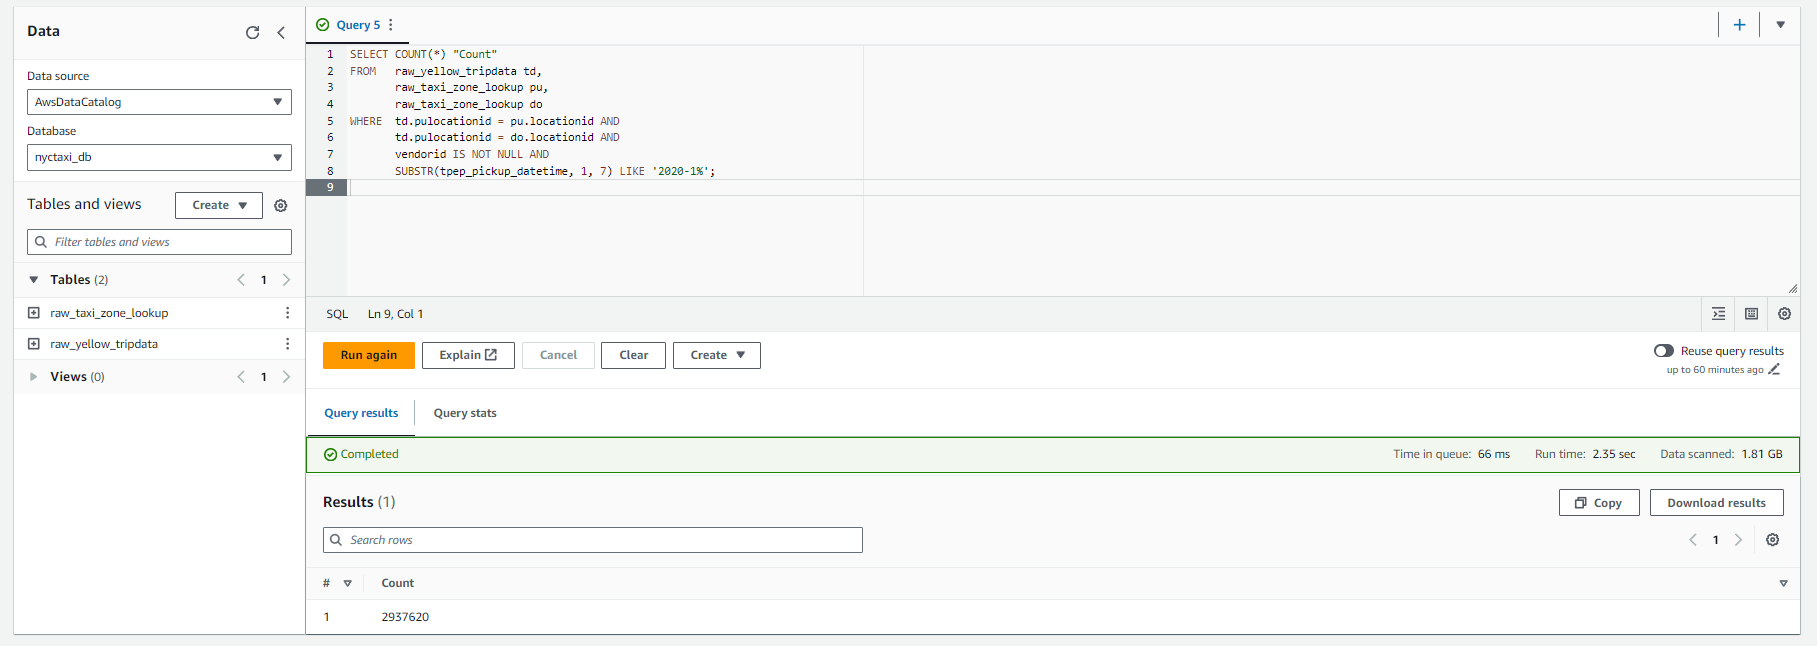 Data
Data source
AwsDataCatalog
Database
nyctaxi_db
Tables and views
Create
Filter tables and views
Tables (2)
1
raw_taxi_zone_lookup
raw_yellow_tripdata
Views (0)
1
Query 5
1 SELECT COUNT(*) "Count"
2 FROM raw_yellow_tripdata td,
3 raw_taxi_zone_lookup pu,
4 raw_taxi_zone_lookup do
5 WHERE td.pulocationid = pu.locationid AND
6 td.pulocationid = do.locationid AND
7 vendorid IS NOT NULL AND
8 SUBSTR(tpep_pickup_datetime, 1, 7) LIKE '2020-1%';
9
SQL Ln 9, Col 1
Run again Explain Cancel Clear Create
Reuse query results
up to 60 minutes ago
Query results Query stats
Completed
Time in queue: 66 ms Run time: 2.35 sec Data scanned: 1.81 GB
Results (1)
Copy Download results
Search rows
1
# Count
1 2937620